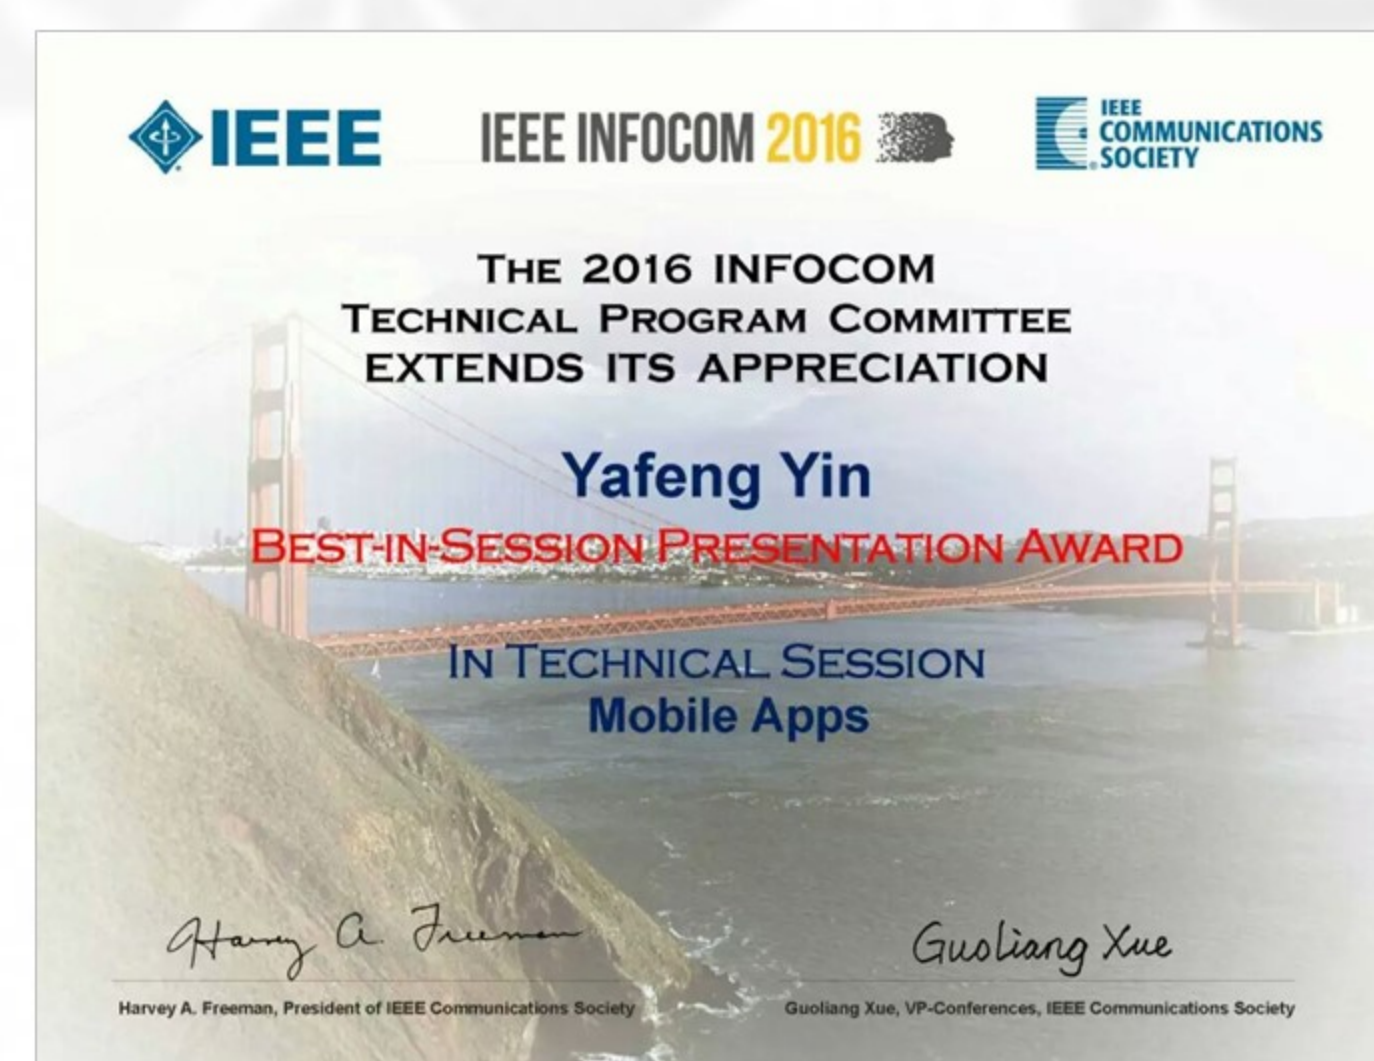 IEEE
IEEE INFOCOM 2016
IEEE
COMMUNICATIONS
SOCIETY
THE 2016 INFOCOM
TECHNICAL PROGRAM COMMITTEE
EXTENDS ITS APPRECIATION
Yafeng Yin
BEST-IN-SESSION PRESENTATION AWARD
IN TECHNICAL SESSION
Mobile Apps
Harvey A. Freeman
Guoliang Xue
Harvey A. Freeman, President of IEEE Communications Society
Guoliang Xue, VP-Conferences, IEEE Communications Society